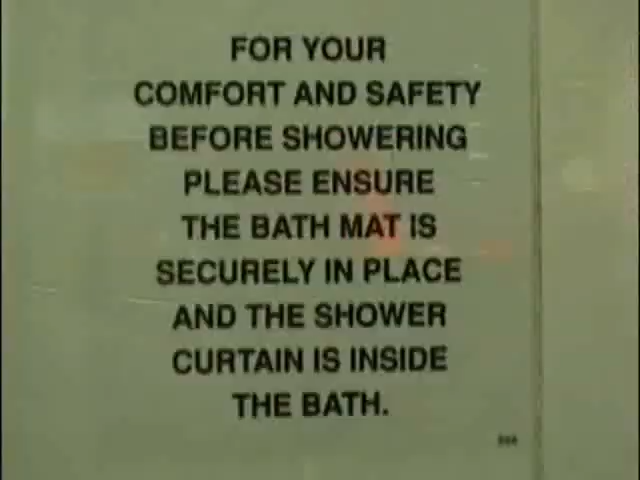 FOR YOUR
COMFORT AND SAFETY
BEFORE SHOWERING
PLEASE ENSURE
THE BATH MAT IS
SECURELY IN PLACE
AND THE SHOWER
CURTAIN IS INSIDE
THE BATH.